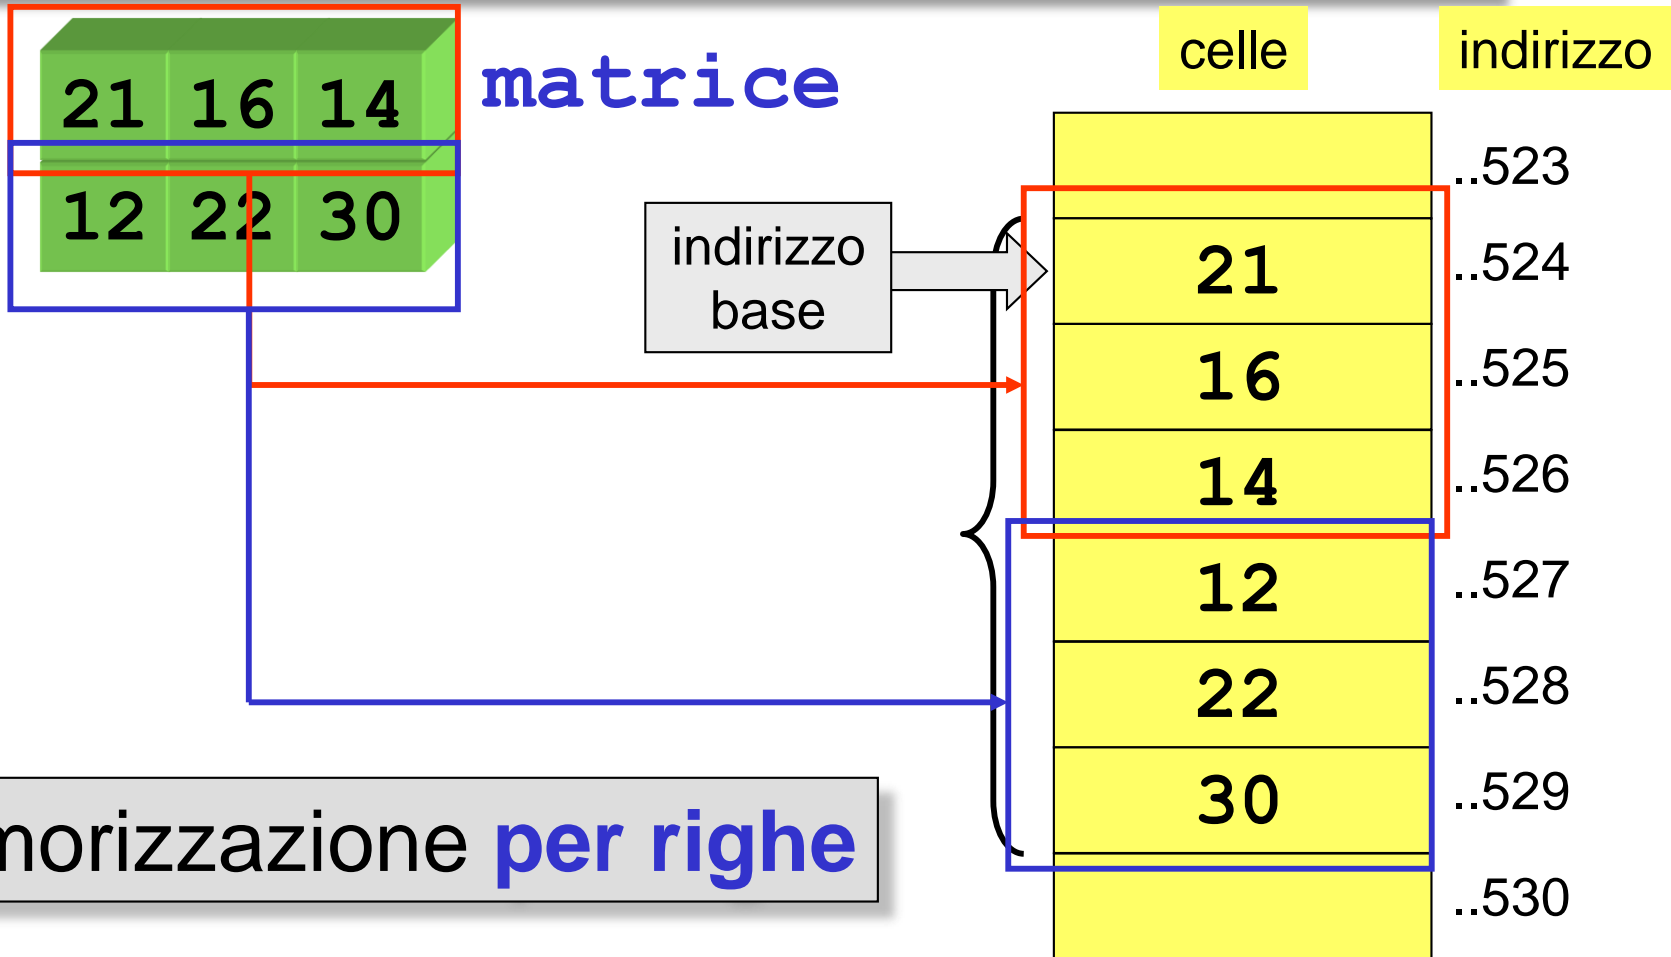 21 16 14
12 22 30
matrice
celle
indirizzo
indirizzo
base
21
16
14
12
22
30
..523
..524
..525
..526
..527
..528
..529
..530
morizzazione per righe